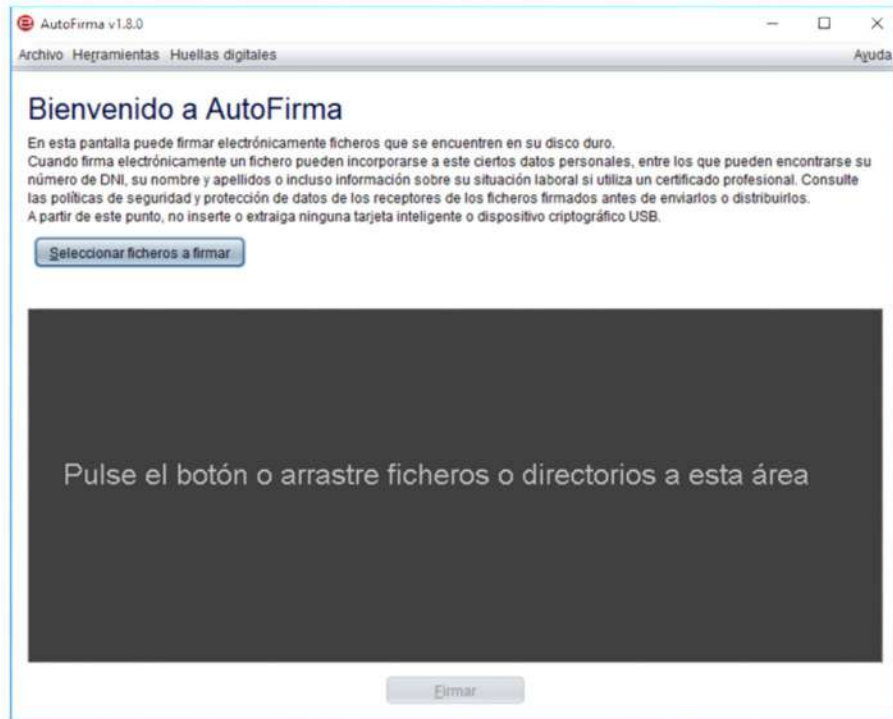 AutoFirma v1.8.0
Archivo Herramientas Huellas digitales Ayuda
Bienvenido a AutoFirma
En esta pantalla puede firmar electrónicamente ficheros que se encuentren en su disco duro.
Cuando firma electrónicamente un fichero pueden incorporarse a este ciertos datos personales, entre los que pueden encontrarse su
número de DNI, su nombre y apellidos o incluso información sobre su situación laboral si utiliza un certificado profesional. Consulte
las políticas de seguridad y protección de datos de los receptores de los ficheros firmados antes de enviarlos o distribuirlos.
A partir de este punto, no inserte o extraiga ninguna tarjeta inteligente o dispositivo criptográfico USB.
Seleccionar ficheros a firmar
Pulse el botón o arrastre ficheros o directorios a esta área
Firmar